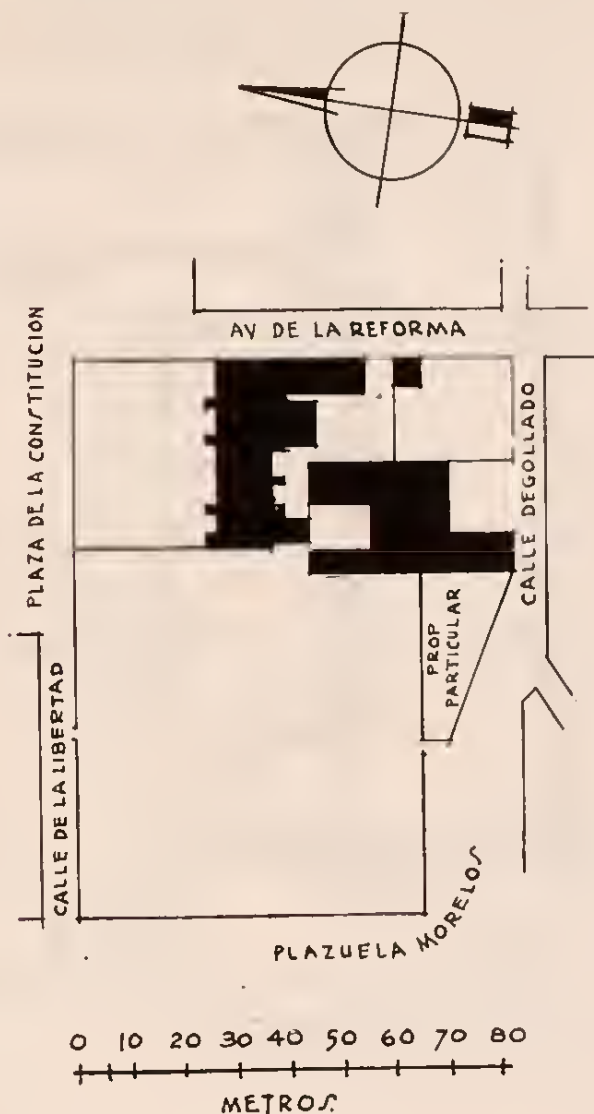 AV DE LA REFORMA
PLAZA DE LA CONSTITUCION
CALLE DEGOLLADO
PROP
PARTICULAR
CALLE DE LA LIBERTAD
PLAZUELA MORELOS
0 10 20 30 40 50 60 70 80
METROS.